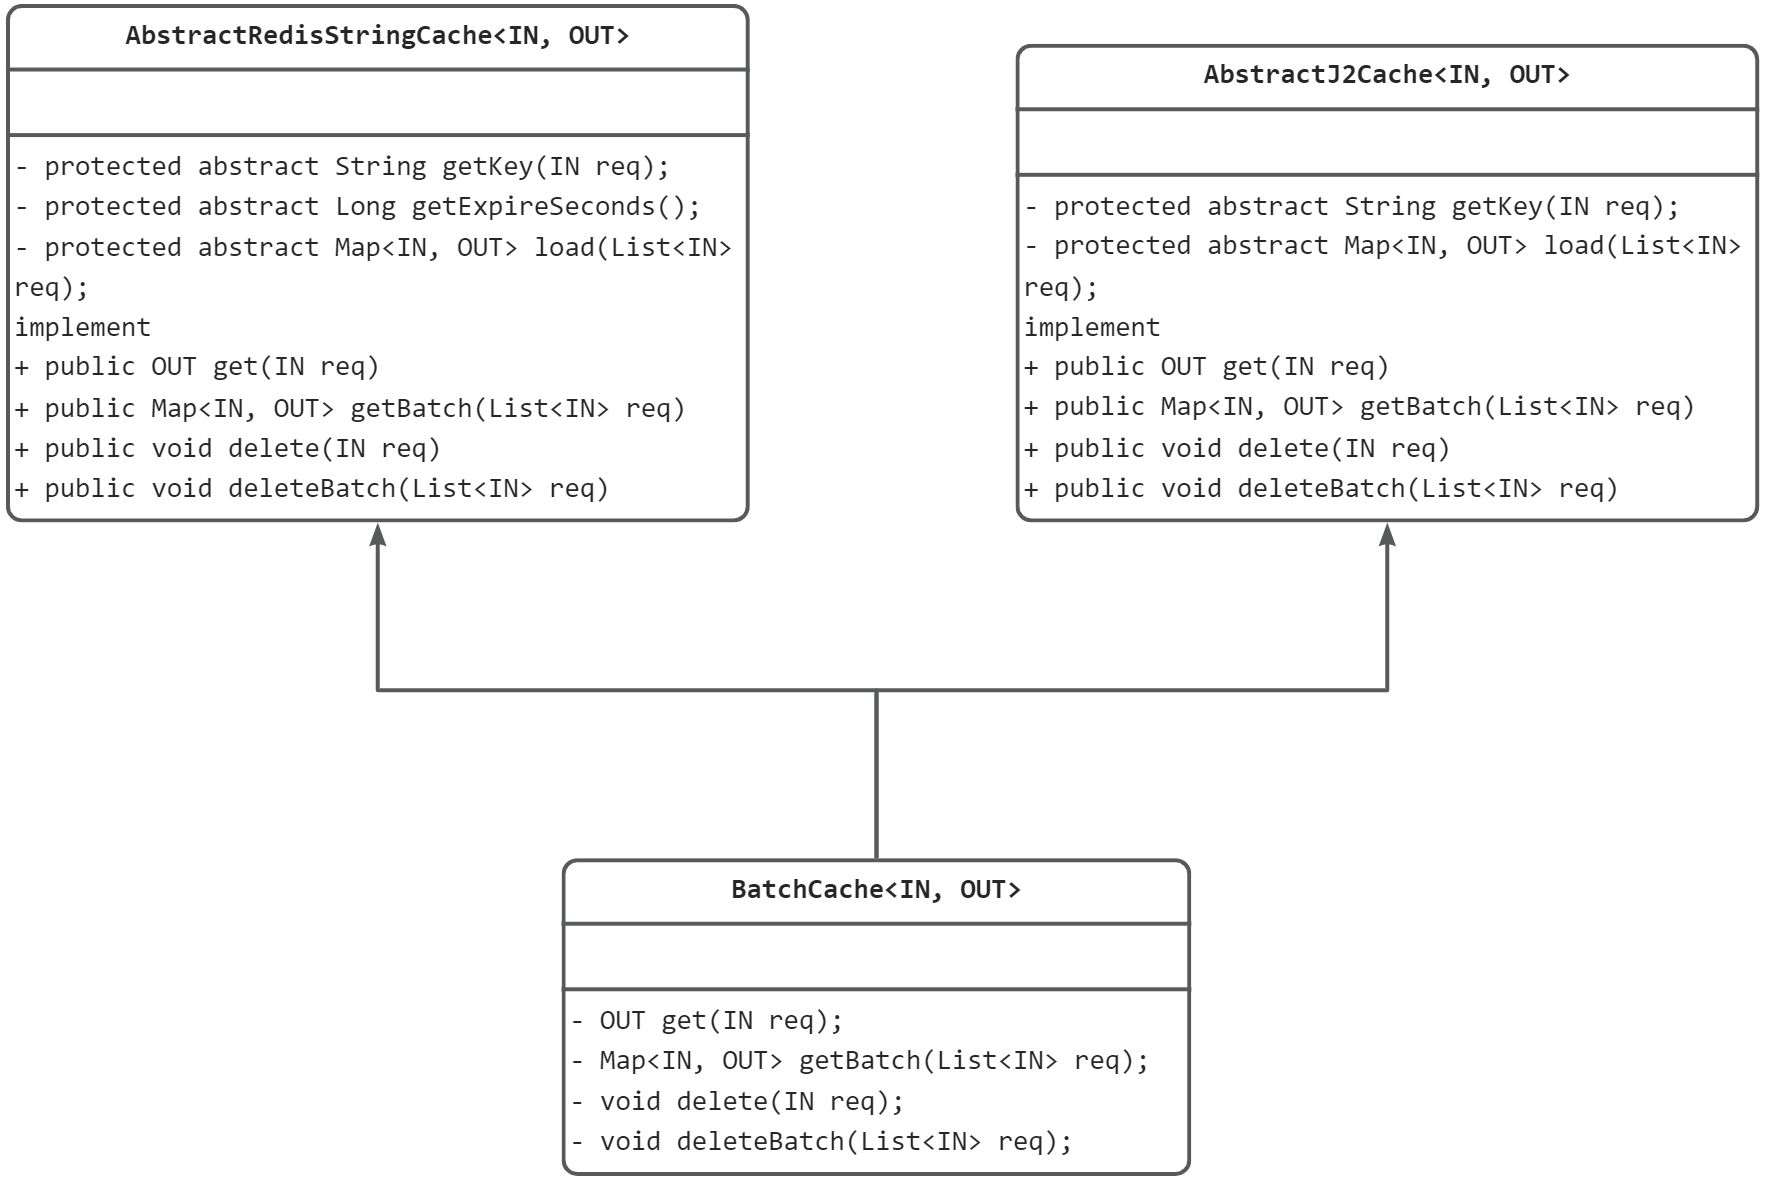 AbstractRedisStringCache<IN, OUT>
- protected abstract String getKey(IN req);
- protected abstract Long getExpireSeconds();
- protected abstract Map<IN, OUT> load(List<IN>
req);
implement
+ public OUT get(IN req)
+ public Map<IN, OUT> getBatch(List<IN> req)
+ public void delete(IN req)
+ public void deleteBatch(List<IN> req)
AbstractJ2Cache<IN, OUT>
- protected abstract String getKey(IN req);
- protected abstract Map<IN, OUT> load(List<IN>
req);
implement
+ public OUT get(IN req)
+ public Map<IN, OUT> getBatch(List<IN> req)
+ public void delete(IN req)
+ public void deleteBatch(List<IN> req)
BatchCache<IN, OUT>
- OUT get(IN req);
- Map<IN, OUT> getBatch(List<IN> req);
- void delete(IN req);
- void deleteBatch(List<IN> req);